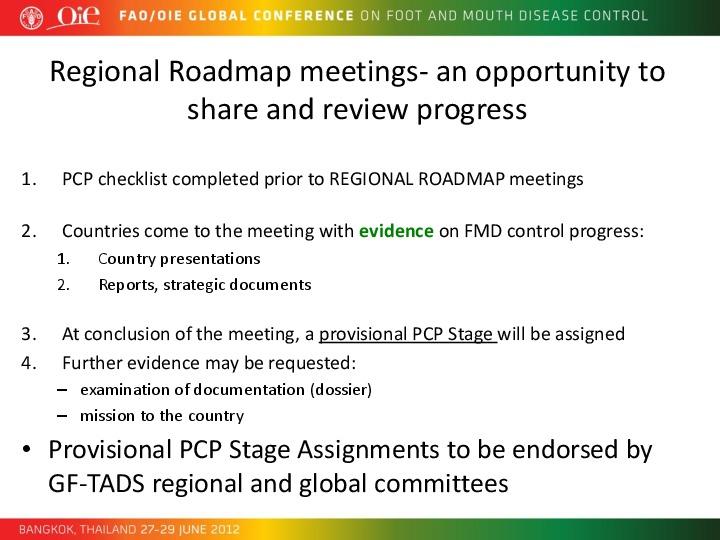 Oie FAO/OIE GLOBAL CONFERENCE ON FOOT AND MOUTH DISEASE CONTROL
Regional Roadmap meetings- an opportunity to
share and review progress
1. PCP checklist completed prior to REGIONAL ROADMAP meetings
2. Countries come to the meeting with evidence on FMD control progress:
1. Country presentations
2. Reports, strategic documents
3. At conclusion of the meeting, a provisional PCP Stage will be assigned
4. Further evidence may be requested:
– examination of documentation (dossier)
– mission to the country
• Provisional PCP Stage Assignments to be endorsed by
GF-TADS regional and global committees
BANGKOK, THAILAND 27-29 JUNE 2012